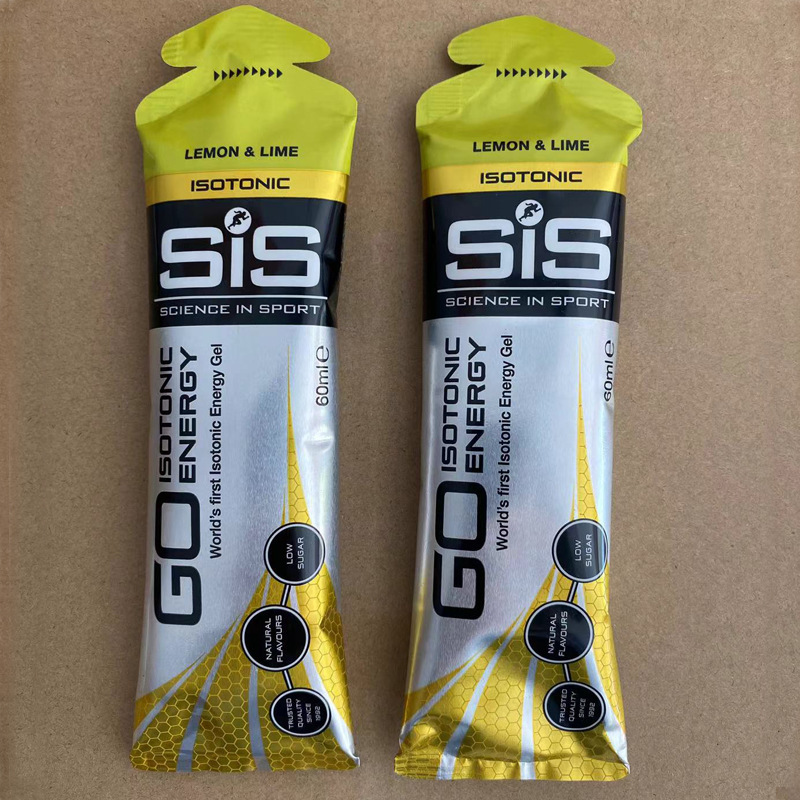 LEMON & LIME
ISOTONIC
SiS
SCIENCE IN SPORT
GO
ISOTONIC
ENERGY
World's first Isotonic Energy Gel
60ml ℮
LOW
SUGAR
NATURAL
FLAVOURS
TRUSTED
QUALITY
SINCE
1992
LEMON & LIME
ISOTONIC
SiS
SCIENCE IN SPORT
GO
ISOTONIC
ENERGY
World's first Isotonic Energy Gel
60ml ℮
LOW
SUGAR
NATURAL
FLAVOURS
TRUSTED
QUALITY
SINCE
1992